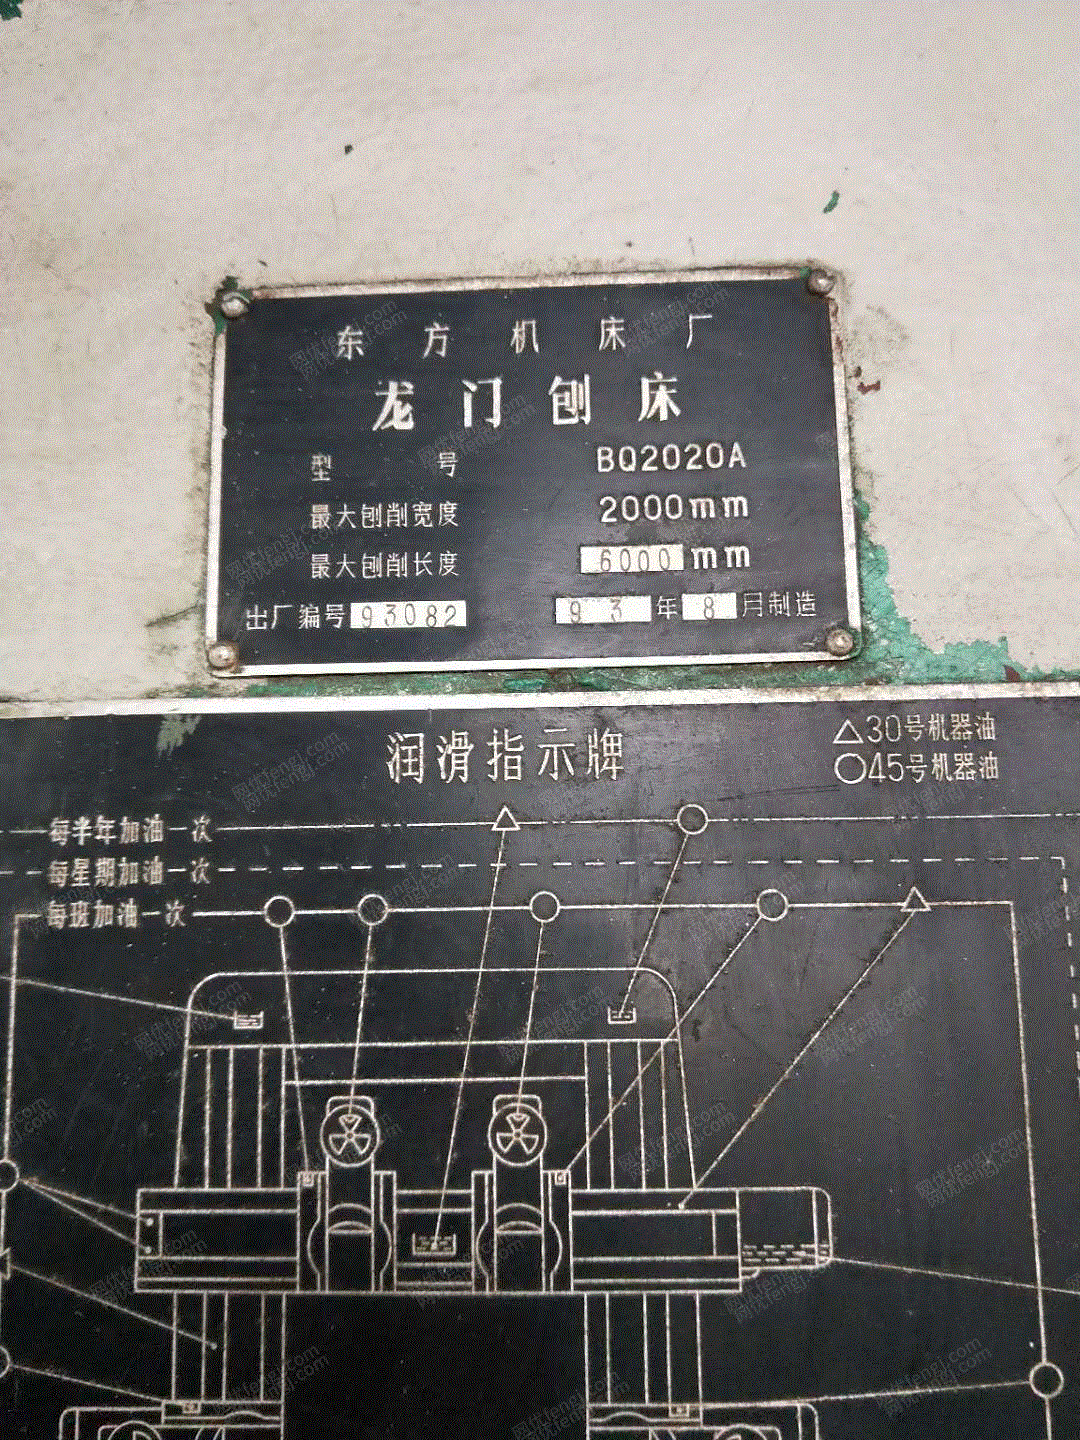 东方机床厂
龙门刨床
型号 BQ2020A
最大刨削宽度 2000mm
最大刨削长度 6000mm
出厂编号 93082 93年8月制造
润滑指示牌
△30号机器油
○45号机器油
每半年加油一次
每星期加油一次
每班加油一次